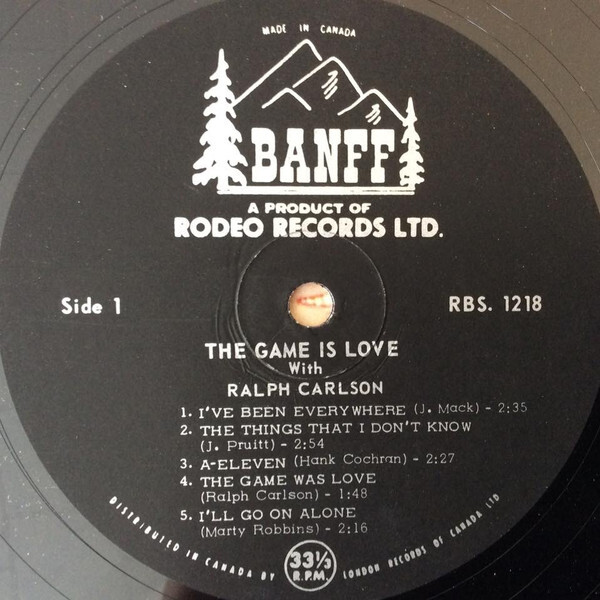 MADE IN CANADA
BANFF
A PRODUCT OF
RODEO RECORDS LTD.
Side 1
RBS. 1218
THE GAME IS LOVE
With
RALPH CARLSON
1. I'VE BEEN EVERYWHERE (J. Mack) - 2:35
2. THE THINGS THAT I DON'T KNOW
(J. Pruitt) - 2:54
3. A-ELEVEN (Hank Cochran) - 2:27
4. THE GAME WAS LOVE
(Ralph Carlson) - 1:48
5. I'LL GO ON ALONE
(Marty Robbins) - 2:16
DISTRIBUTED IN CANADA BY LONDON RECORDS OF CANADA LTD
33⅓
R.P.M.